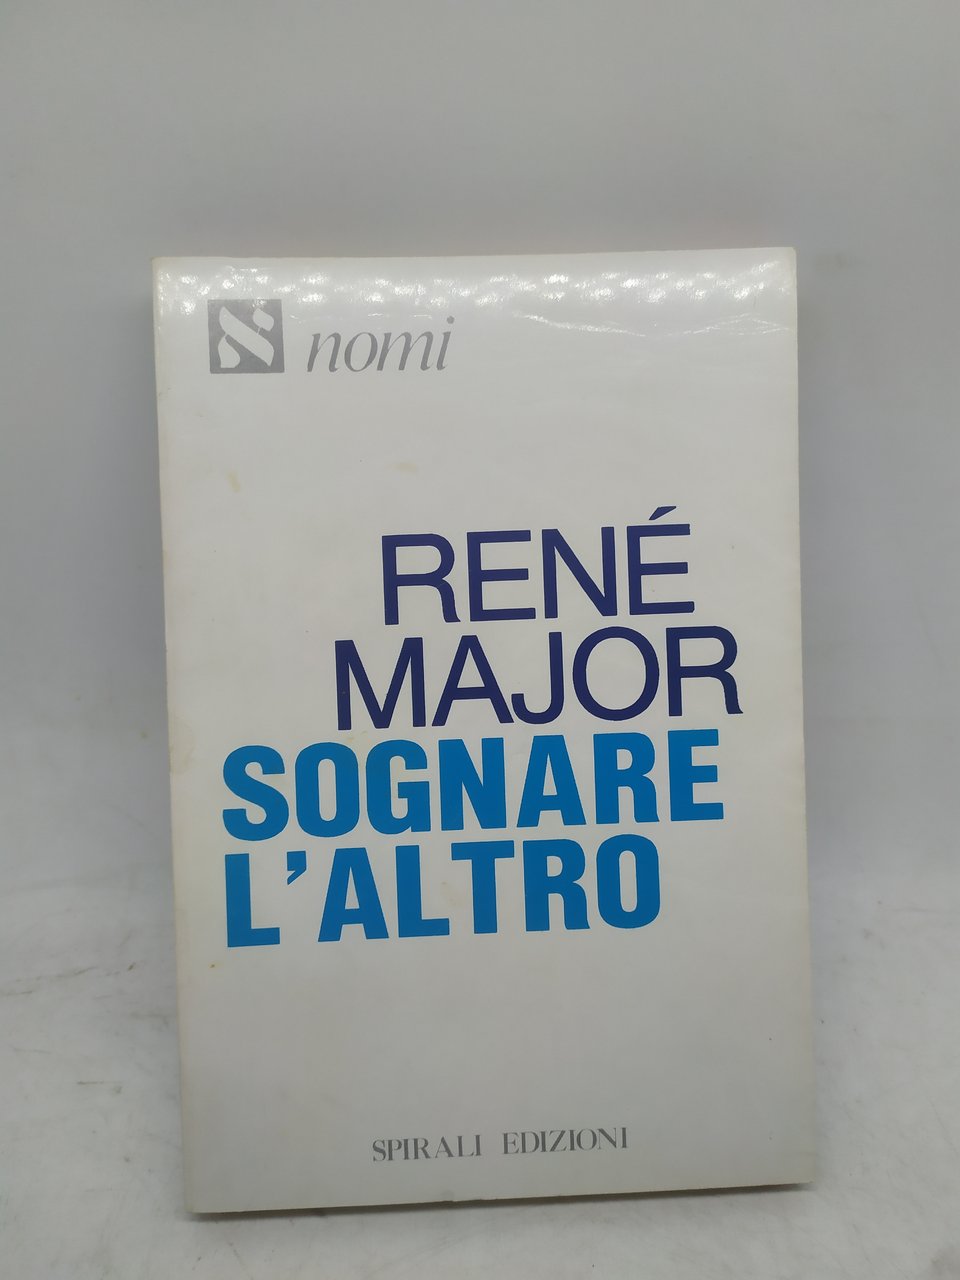 א nomi
RENÉ
MAJOR
SOGNARE
L'ALTRO
SPIRALI EDIZIONI